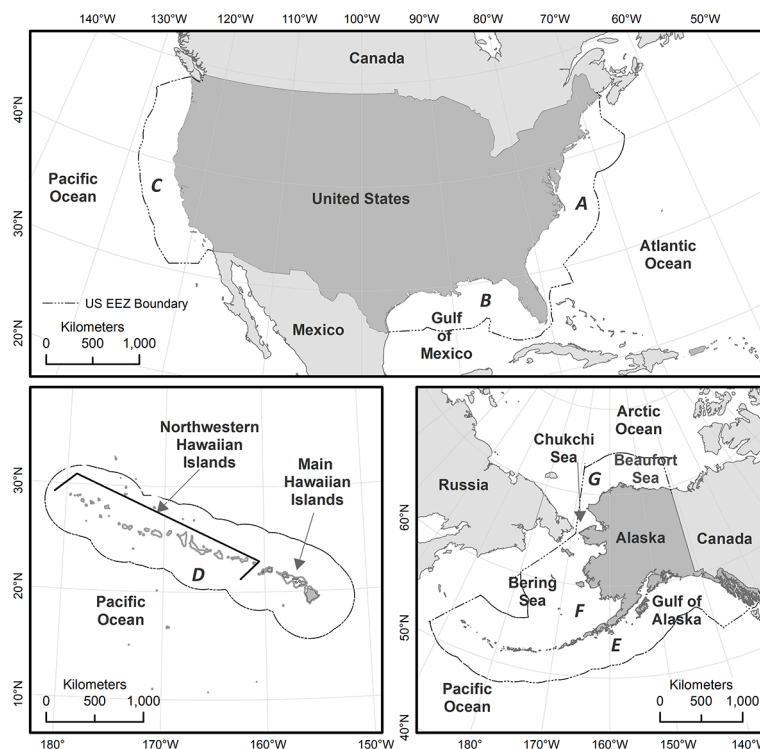 140°W 130°W 120°W 110°W 100°W 90°W 80°W 70°W 60°W 50°W
Canada
40°N
Pacific
Ocean
C
United States
A
30°N
Atlantic
Ocean
US EEZ Boundary
B
Kilometers
0 500 1,000
Mexico
Gulf
of
Mexico
20°N
Northwestern
Hawaiian
Islands
Main
Hawaiian
Islands
30°N
D
20°N
Pacific
Ocean
Kilometers
0 500 1,000
10°N
180° 170°W 160°W 150°W
Arctic
Ocean
Chukchi
Sea
Beaufort
Sea
G
Russia
60°N
Alaska
Canada
Bering
Sea
F
Gulf of
Alaska
50°N
E
Pacific
Ocean
Kilometers
0 500 1,000
40°N
180° 170°W 160°W 150°W 140°